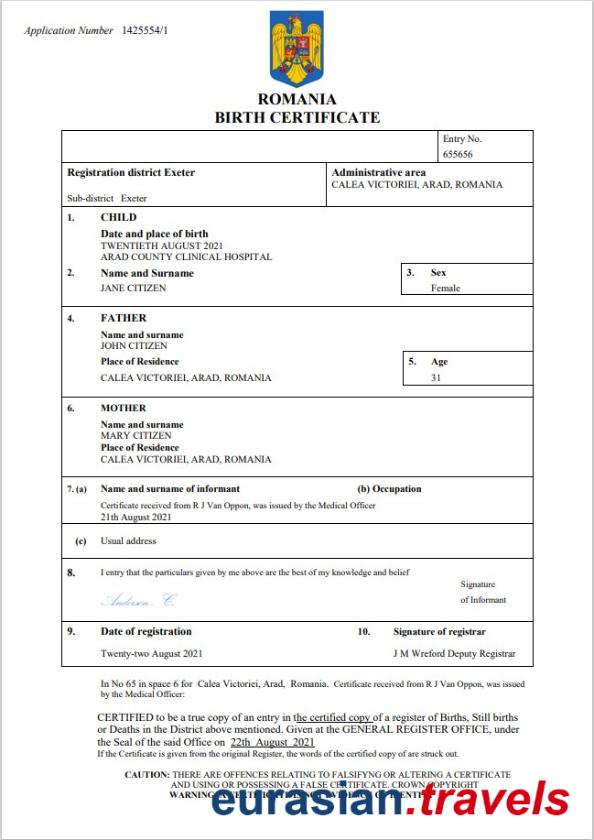 Application Number 1425554/1
ROMANIA
BIRTH CERTIFICATE
Entry No.
655656
Registration district Exeter
Sub-district Exeter
Administrative area
CALEA VICTORIEI, ARAD, ROMANIA
1. CHILD
Date and place of birth
TWENTIETH AUGUST 2021
ARAD COUNTY CLINICAL HOSPITAL
2. Name and Surname
JANE CITIZEN
3. Sex
Female
4. FATHER
Name and surname
JOHN CITIZEN
Place of Residence
CALEA VICTORIEI, ARAD, ROMANIA
5. Age
31
6. MOTHER
Name and surname
MARY CITIZEN
Place of Residence
CALEA VICTORIEI, ARAD, ROMANIA
7. (a) Name and surname of informant
(b) Occupation
Certificate received from R J Van Oppon, was issued by the Medical Officer
21th August 2021
(c) Usual address
8. I entry that the particulars given by me above are the best of my knowledge and belief
Anderson . C.
Signature
of Informant
9. Date of registration
Twenty-two August 2021
10. Signature of registrar
J M Wreford Deputy Registrar
In No 65 in space 6 for Calea Victoriei, Arad, Romania. Certificate received from R J Van Oppon, was issued
by the Medical Officer:
CERTIFIED to be a true copy of an entry in the certified copy of a register of Births, Still births
or Deaths in the District above mentioned. Given at the GENERAL REGISTER OFFICE, under
the Seal of the said Office on 22th August 2021
If the Certificate is given from the original Register, the words of the certified copy of are struck out.
CAUTION: THERE ARE OFFENCES RELATING TO FALSIFYNG OR ALTERING A CERTIFICATE
AND USING OR POSSESSING A FALSE CERTIFICATE. CROWN COPYRIGHT
eurasian.travels